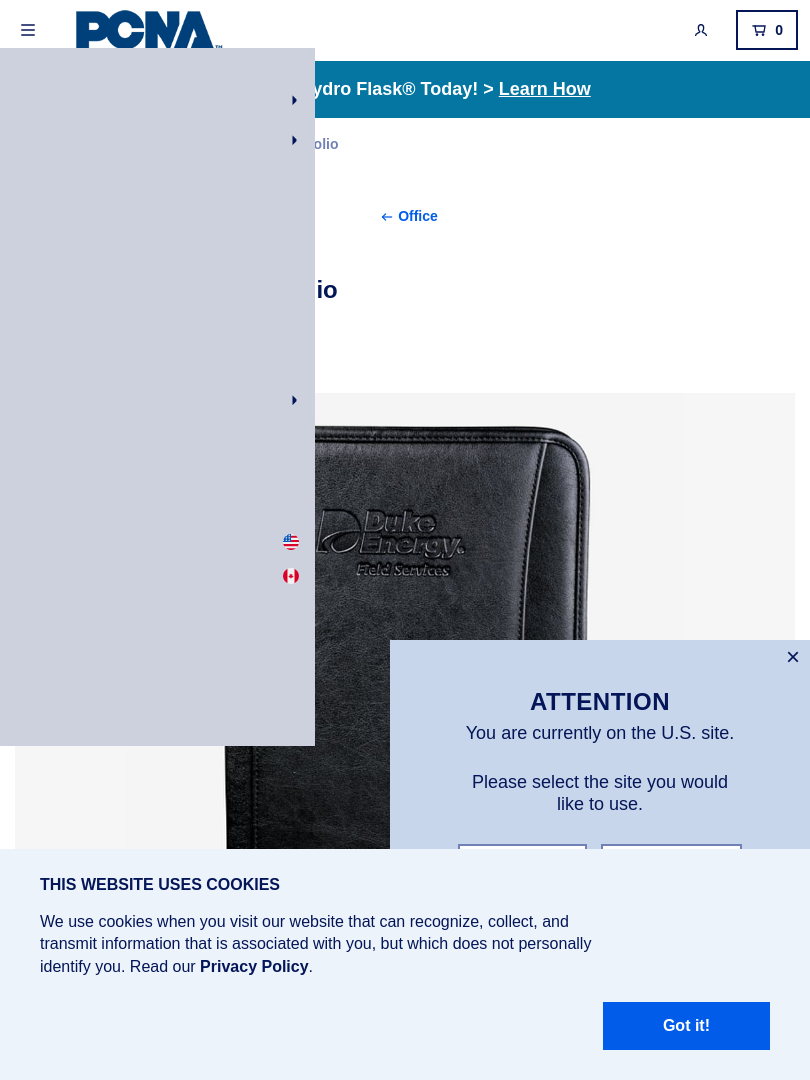 PCNA™
0
ydro Flask® Today! > Learn How
olio
← Office
io
Duke
Energy®
Field Services
×
ATTENTION
You are currently on the U.S. site.
Please select the site you would
like to use.
THIS WEBSITE USES COOKIES
We use cookies when you visit our website that can recognize, collect, and
transmit information that is associated with you, but which does not personally
identify you. Read our Privacy Policy.
Got it!